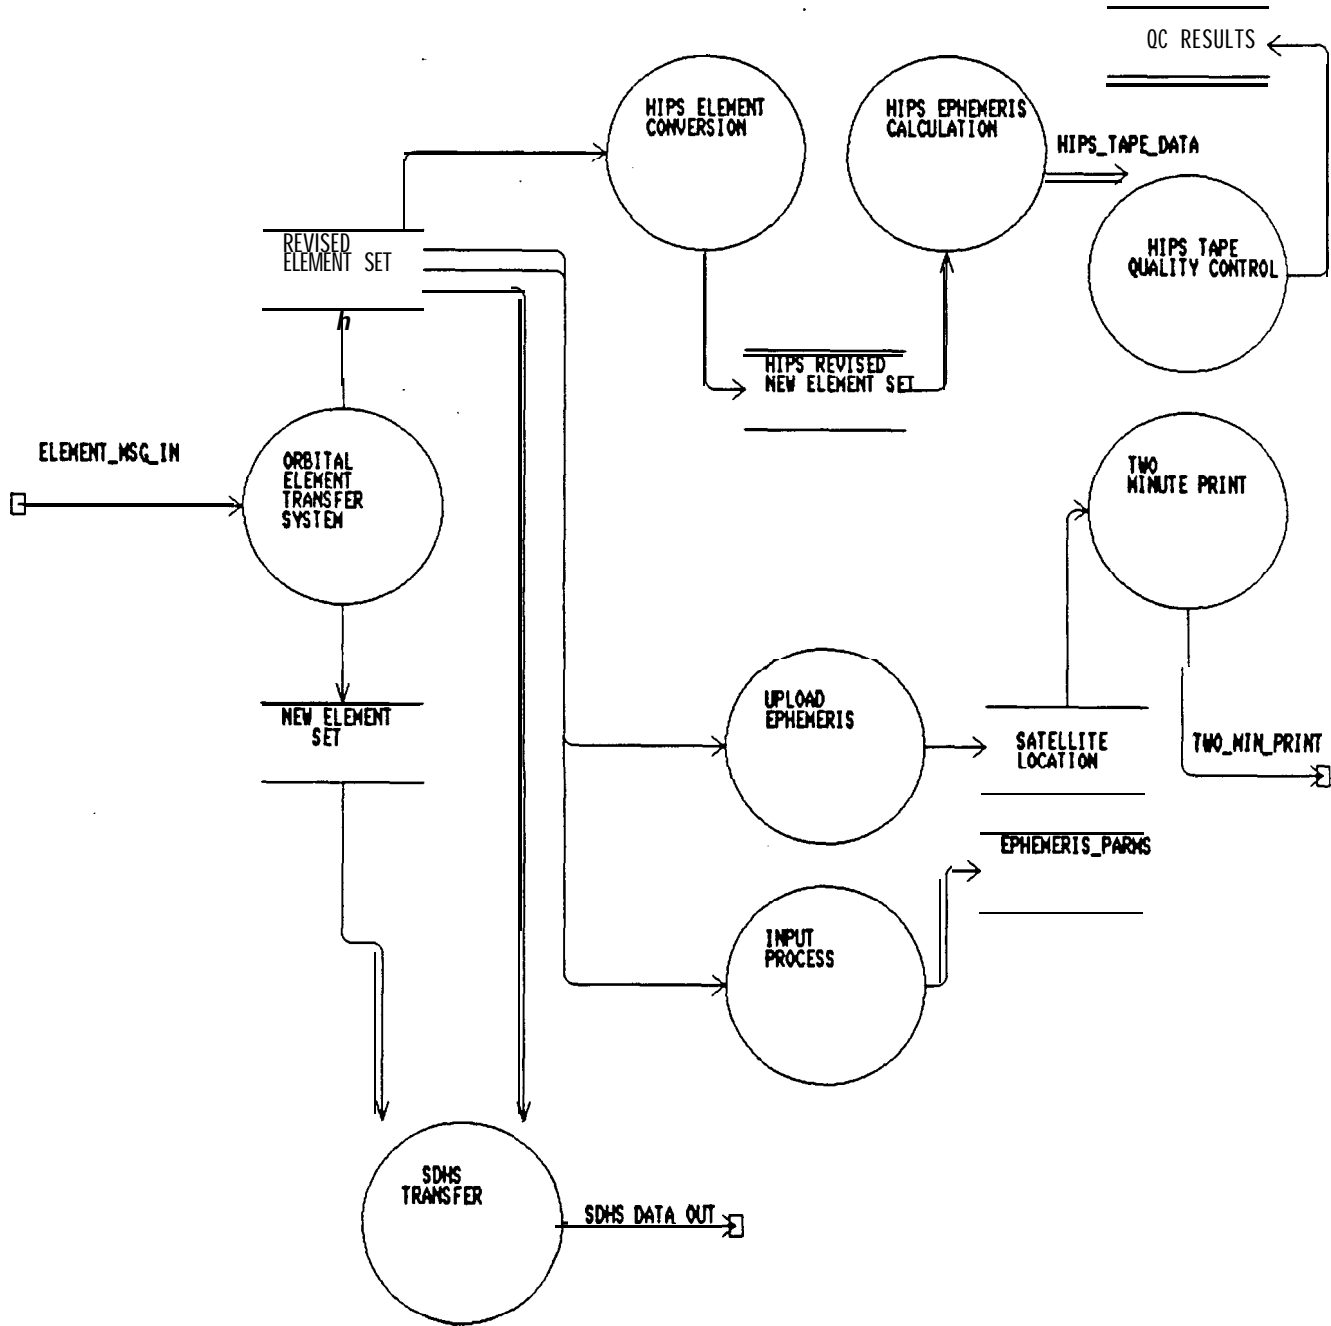 QC RESULTS
HIPS ELEMENT
CONVERSION
HIPS EPHEMERIS
CALCULATION
HIPS_TAPE_DATA
REVISED
ELEMENT SET
HIPS TAPE
QUALITY CONTROL
h
HIPS REVISED
NEW ELEMENT SET
ELEMENT_MSG_IN
ORBITAL
ELEMENT
TRANSFER
SYSTEM
TWO
MINUTE PRINT
UPLOAD
EPHEMERIS
NEW ELEMENT
SET
SATELLITE
LOCATION
TWO_MIN_PRINT
EPHEMERIS_PARMS
INPUT
PROCESS
SDHS
TRANSFER
SDHS DATA OUT